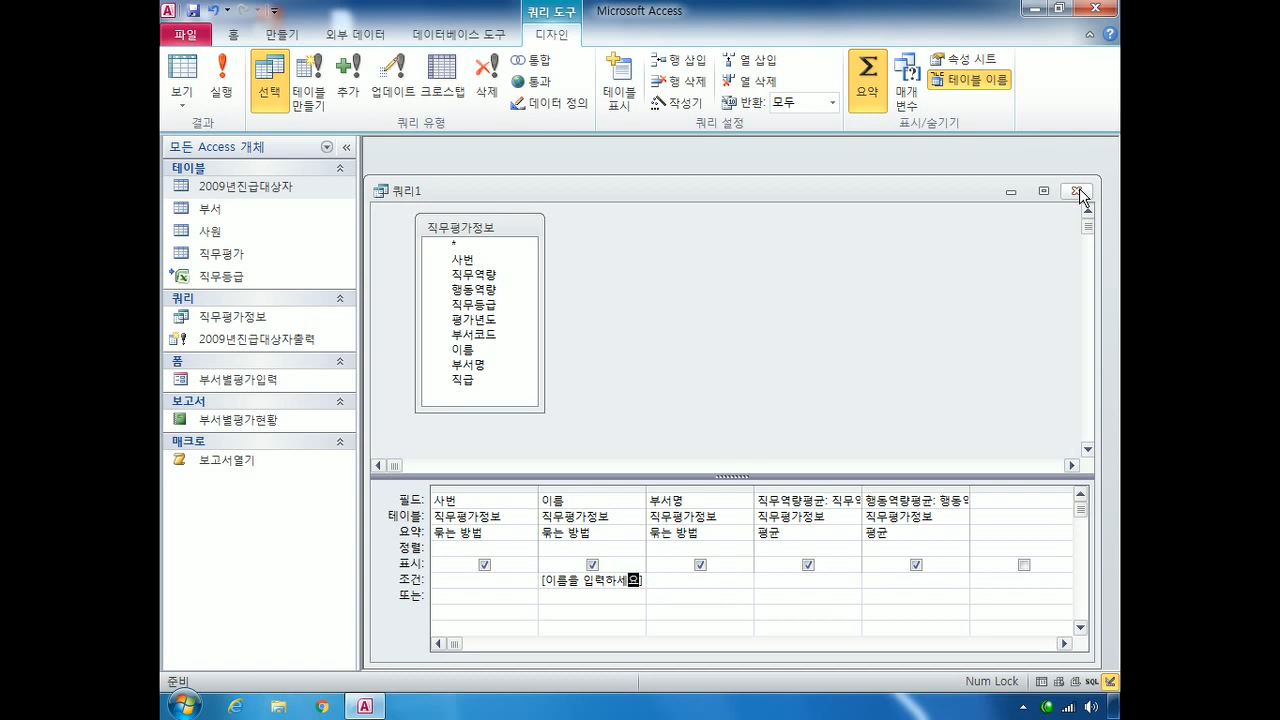 쿼리 도구
Microsoft Access
파일
홈
만들기
외부 데이터
데이터베이스 도구
디자인
보기
실행
선택
테이블
만들기
추가
업데이트
크로스탭
삭제
통합
통과
데이터 정의
테이블
표시
행 삽입
행 삭제
작성기
열 삽입
열 삭제
반환: 모두
요약
매개
변수
속성 시트
테이블 이름
결과
쿼리 유형
쿼리 설정
표시/숨기기
모든 Access 개체
테이블
2009년진급대상자
부서
사원
직무평가
직무등급
쿼리
직무평가정보
2009년진급대상자출력
폼
부서별평가입력
보고서
부서별평가현황
매크로
보고서열기
쿼리1
직무평가정보
*
사번
직무역량
행동역량
직무등급
평가년도
부서코드
이름
부서명
직급
필드: 사번 이름 부서명 직무역량평균: 직무역 행동역량평균: 행동역
테이블: 직무평가정보 직무평가정보 직무평가정보 직무평가정보 직무평가정보
요약: 묶는 방법 묶는 방법 묶는 방법 평균 평균
정렬:
표시:
조건: [이름을 입력하세요]
또는:
준비
Num Lock
SQL